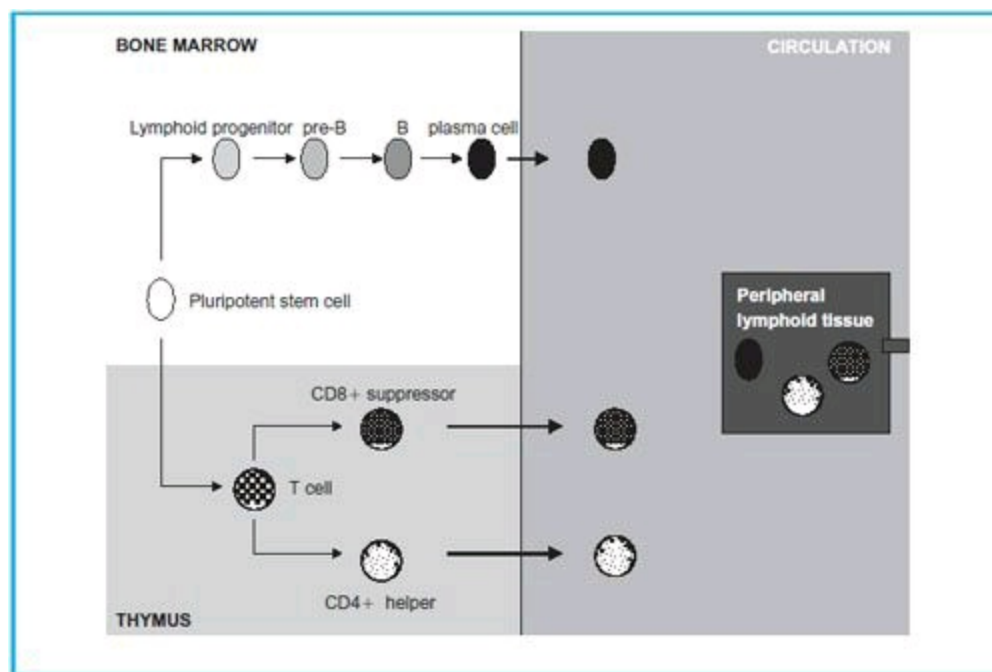 BONE MARROW
CIRCULATION
Lymphoid progenitor pre-B B plasma cell
Pluripotent stem cell
Peripheral
lymphoid tissue
CD8+ suppressor
T cell
CD4+ helper
THYMUS